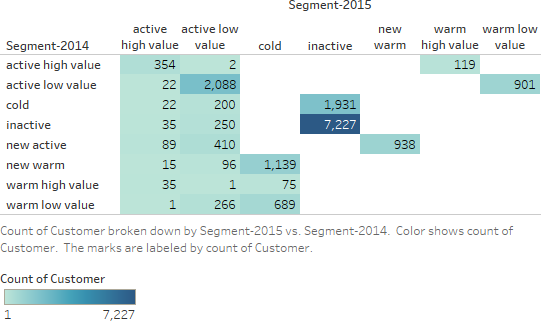 Segment-2015
active high value active low value cold inactive new warm warm high value warm low value
Segment-2014
active high value 354 2 119
active low value 22 2,088 901
cold 22 200 1,931
inactive 35 250 7,227
new active 89 410 938
new warm 15 96 1,139
warm high value 35 1 75
warm low value 1 266 689
Count of Customer broken down by Segment-2015 vs. Segment-2014. Color shows count of
Customer. The marks are labeled by count of Customer.
Count of Customer
1 7,227